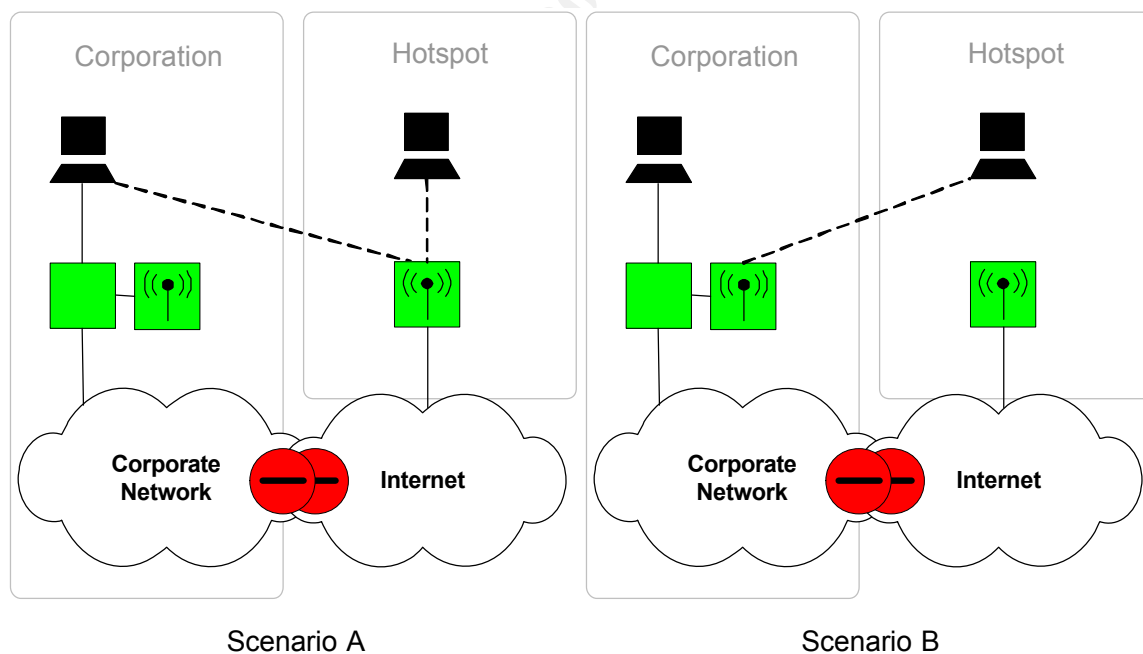 Corporation
Hotspot
Corporation
Hotspot
Corporate
Network
Internet
Corporate
Network
Internet
Scenario A
Scenario B